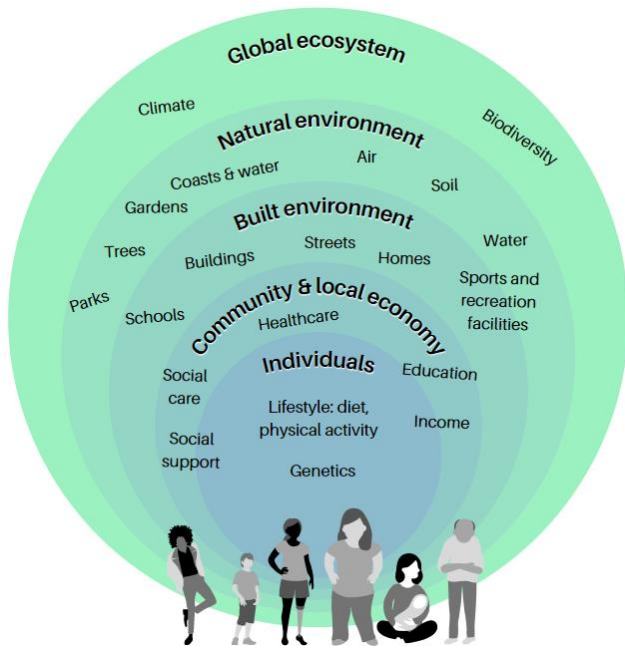 Global ecosystem
Climate
Biodiversity
Natural environment
Air
Coasts & water
Soil
Gardens
Built environment
Trees
Streets
Water
Buildings
Homes
Parks
Sports and
recreation
facilities
Schools
Community & local economy
Healthcare
Individuals
Social
care
Education
Lifestyle: diet,
physical activity
Income
Social
support
Genetics